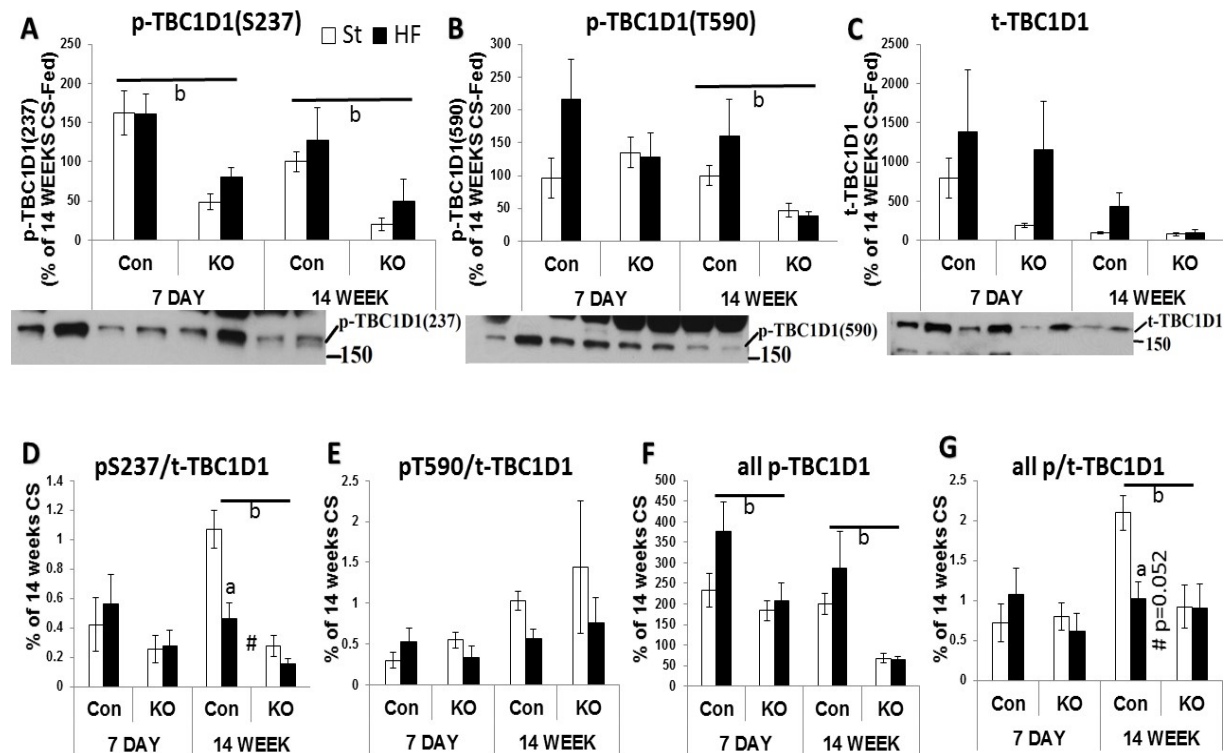 A
p-TBC1D1(S237)
St HF
p-TBC1D1(237)
(% of 14 WEEKS CS-Fed)
250
200
150
100
50
0
b
b
Con KO Con KO
7 DAY 14 WEEK
p-TBC1D1(237)
150
B
p-TBC1D1(T590)
p-TBC1D1(590)
(% of 14 WEEKS CS-Fed)
300
250
200
150
100
50
0
b
Con KO Con KO
7 DAY 14 WEEK
p-TBC1D1(590)
150
C
t-TBC1D1
t-TBC1D1
(% of 14 WEEKS CS-Fed)
2500
2000
1500
1000
500
0
Con KO Con KO
7 DAY 14 WEEK
t-TBC1D1
150
D
pS237/t-TBC1D1
% of 14 weeks CS
1.4
1.2
1
0.8
0.6
0.4
0.2
0
b
a
#
Con KO Con KO
7 DAY 14 WEEK
E
pT590/t-TBC1D1
% of 14 weeks CS
2.5
2
1.5
1
0.5
0
Con KO Con KO
7 DAY 14 WEEK
F
all p-TBC1D1
% of 14 weeks CS
500
450
400
350
300
250
200
150
100
50
0
b
b
Con KO Con KO
7 DAY 14 WEEK
G
all p/t-TBC1D1
% of 14 weeks CS
2.5
2
1.5
1
0.5
0
b
a
# p=0.052
Con KO Con KO
7 DAY 14 WEEK